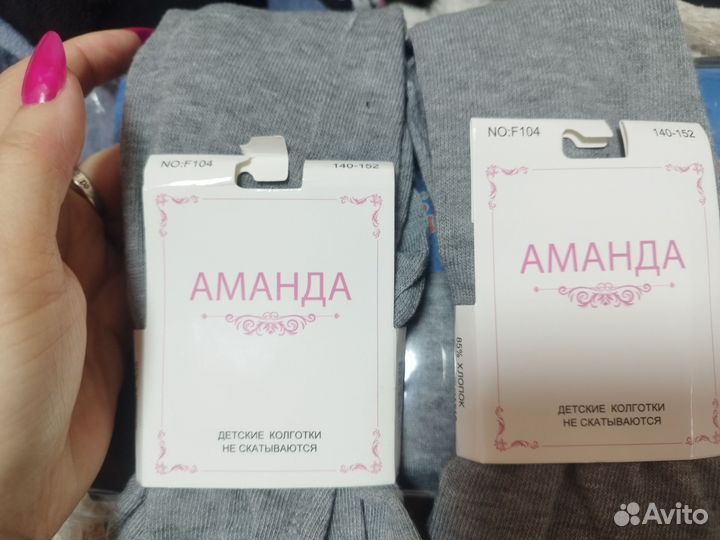 NO:F104
140-152
АМАНДА
ДЕТСКИЕ КОЛГОТКИ
НЕ СКАТЫВАЮТСЯ
NO:F104
140-152
АМАНДА
85% ХЛОПОК
ДЕТСКИЕ КОЛГОТКИ
НЕ СКАТЫВАЮТСЯ
Avito